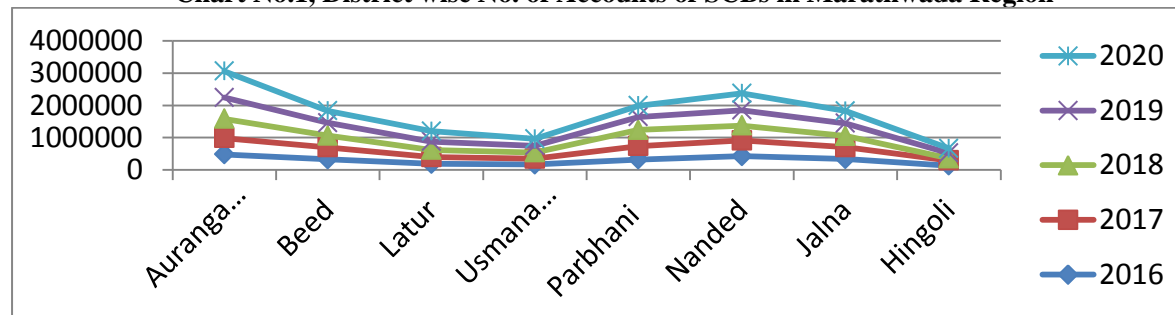 Chart No.1, District wise No. of Accounts of SCBs in Marathwada Region
4000000
3000000
2000000
1000000
0
Auranga...
Beed
Latur
Usmana...
Parbhani
Nanded
Jalna
Hingoli
2020
2019
2018
2017
2016